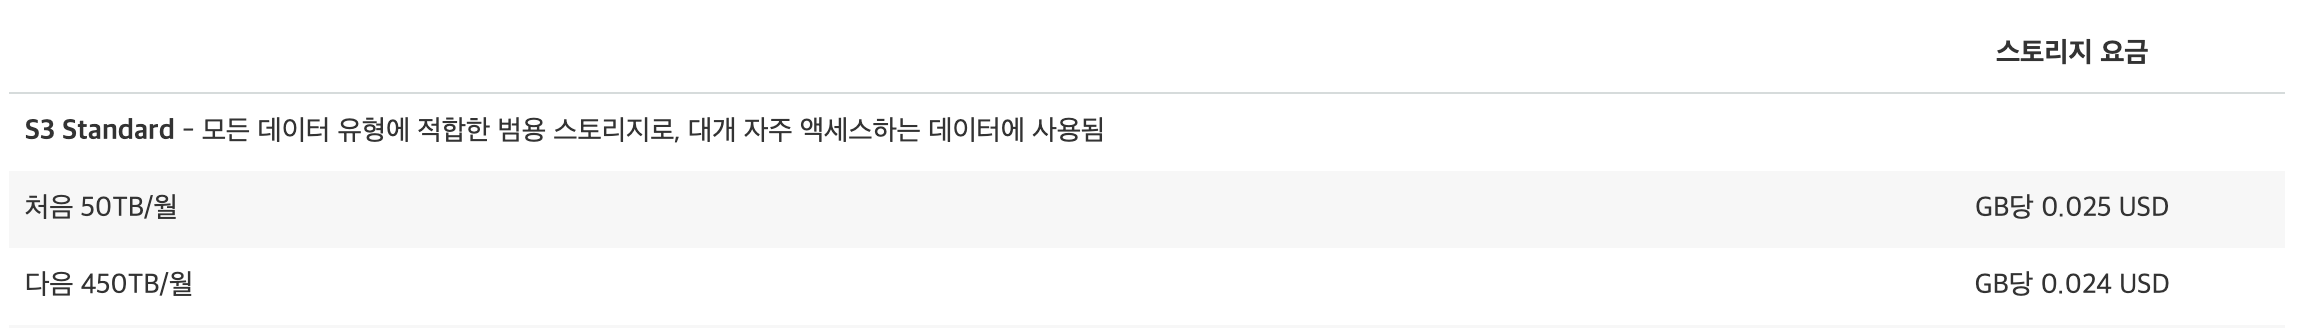 스토리지 요금
S3 Standard - 모든 데이터 유형에 적합한 범용 스토리지로, 대개 자주 액세스하는 데이터에 사용됨
처음 50TB/월 GB당 0.025 USD
다음 450TB/월 GB당 0.024 USD